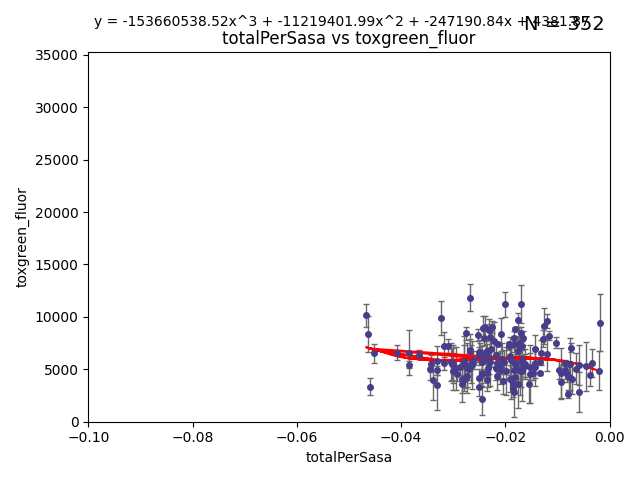 y = -153660538.52x^3 + -11219401.99x^2 + -247190.84x +
N = 352
totalPerSasa vs toxgreen_fluor
35000
30000
25000
20000
15000
10000
5000
0
toxgreen_fluor
−0.10 −0.08 −0.06 −0.04 −0.02 0.00
totalPerSasa